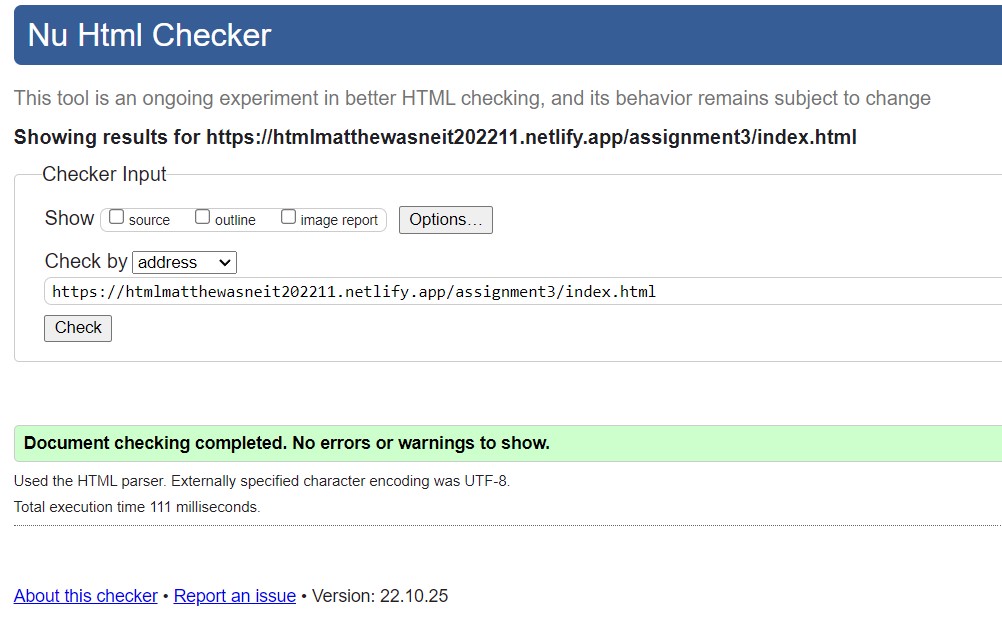 Nu Html Checker
This tool is an ongoing experiment in better HTML checking, and its behavior remains subject to change
Showing results for https://htmlmatthewasneit202211.netlify.app/assignment3/index.html
Checker Input
Show source outline image report Options...
Check by address
https://htmlmatthewasneit202211.netlify.app/assignment3/index.html
Check
Document checking completed. No errors or warnings to show.
Used the HTML parser. Externally specified character encoding was UTF-8.
Total execution time 111 milliseconds.
About this checker • Report an issue • Version: 22.10.25